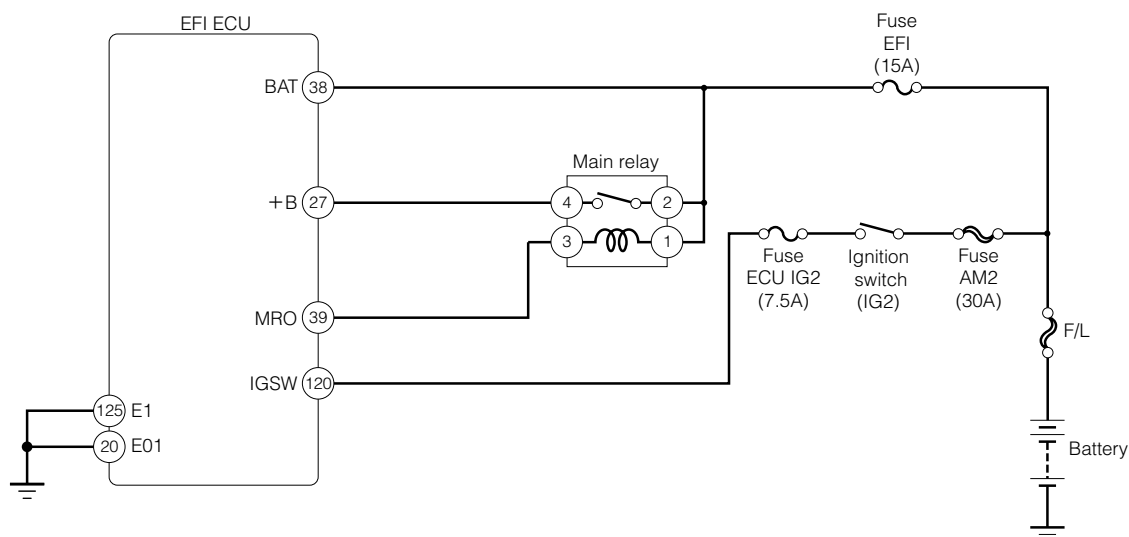 EFI ECU
Fuse
EFI
(15A)
BAT 38
Main relay
+B 27
4 2
3 1
Fuse
ECU IG2
(7.5A)
Ignition
switch
(IG2)
Fuse
AM2
(30A)
MRO 39
F/L
IGSW 120
125 E1
20 E01
Battery